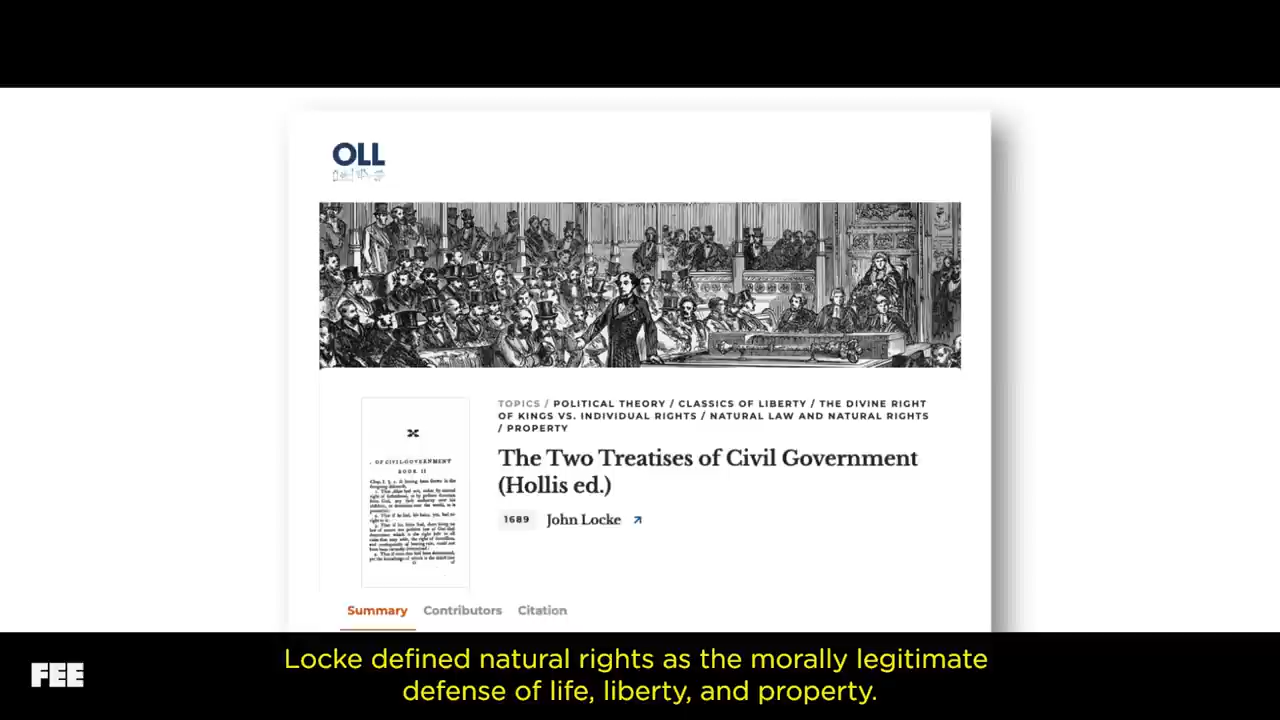 OLL
TOPICS / POLITICAL THEORY / CLASSICS OF LIBERTY / THE DIVINE RIGHT
OF KINGS VS. INDIVIDUAL RIGHTS / NATURAL LAW AND NATURAL RIGHTS
/ PROPERTY
OF CIVIL-GOVERNMENT
BOOK II
The Two Treatises of Civil Government
(Hollis ed.)
1689 John Locke
Summary Contributors Citation
FEE
Locke defined natural rights as the morally legitimate
defense of life, liberty, and property.